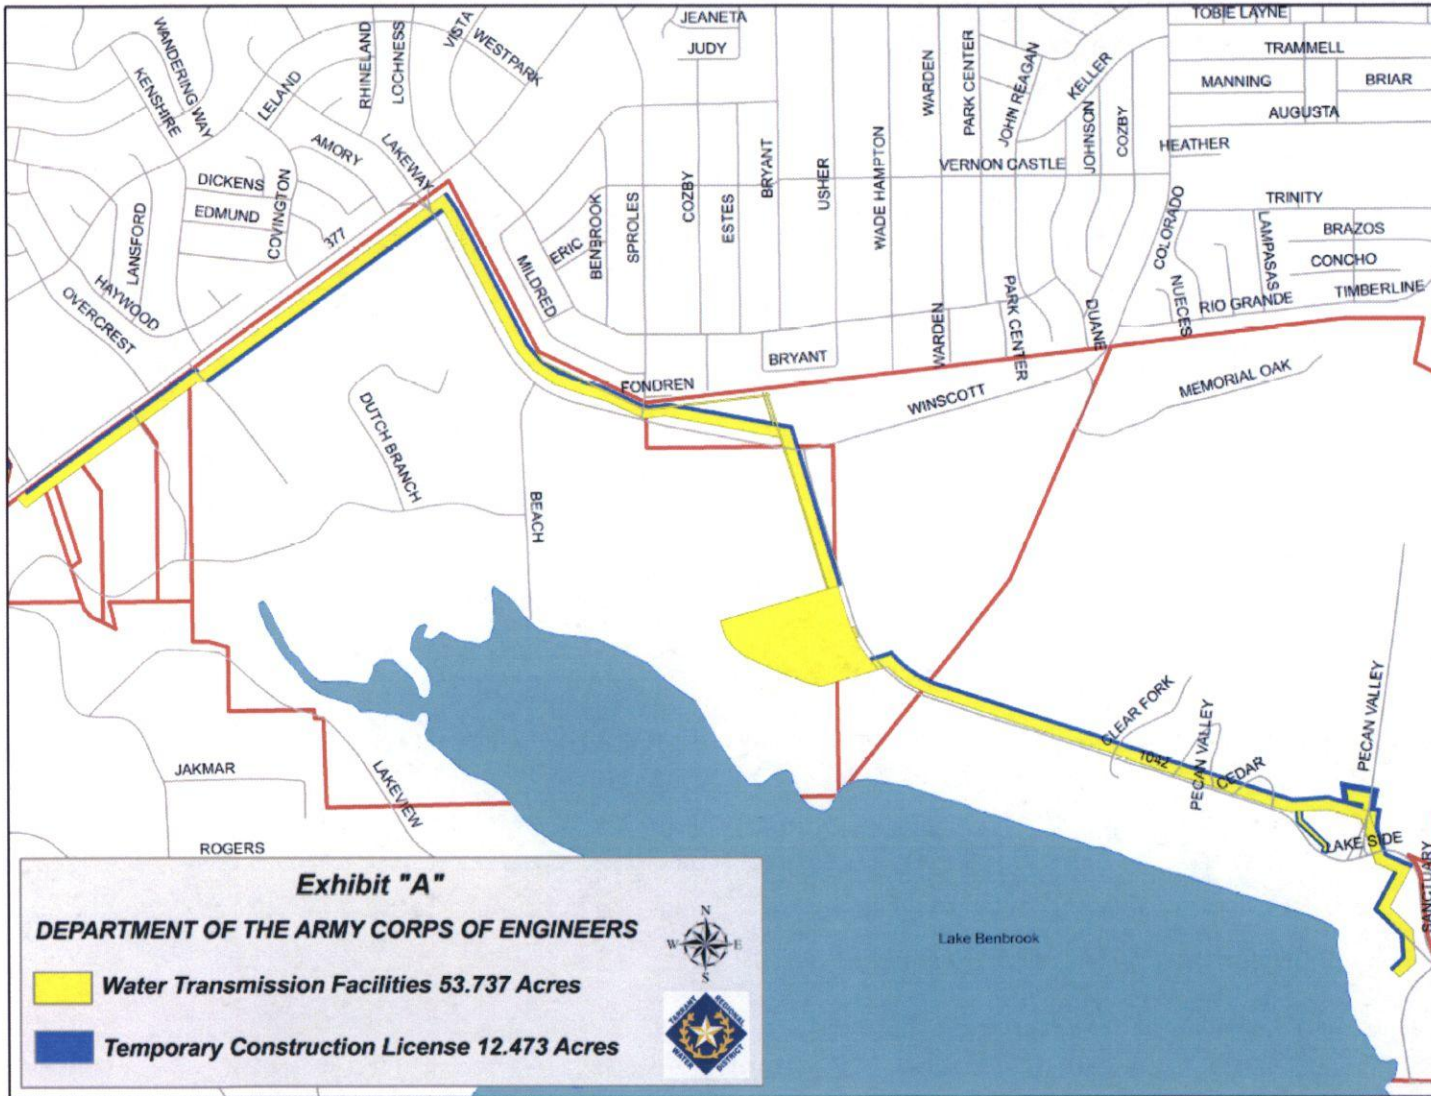 JEANETA
JUDY
TOBIE LAYNE
TRAMMELL
MANNING
BRIAR
AUGUSTA
HEATHER
WANDERING WAY
KENSHIRE
LELAND
RHINELAND
LOCHNESS
VISTA
WESTPARK
AMORY
LAKEWAY
DICKENS
EDMUND
COVINGTON
LANSFORD
HAYWOOD
OVERCREST
377
ERIC
MILDRED
BENBROOK
SPROLES
COZBY
ESTES
BRYANT
USHER
WADE HAMPTON
WARDEN
PARK CENTER
JOHN REAGAN
KELLER
JOHNSON
COZBY
VERNON CASTLE
COLORADO
TRINITY
LAMPASAS
BRAZOS
CONCHO
TIMBERLINE
RIO GRANDE
NUECES
DUANE
PARK CENTER
WARDEN
BRYANT
FONDREN
WINSCOTT
MEMORIAL OAK
DUTCH BRANCH
BEACH
CLEAR FORK
PECAN VALLEY
PECAN VALLEY
1042
CEDAR
LAKE SIDE
SANCTUARY
JAKMAR
LAKEVIEW
ROGERS
Lake Benbrook
Exhibit "A"
DEPARTMENT OF THE ARMY CORPS OF ENGINEERS
Water Transmission Facilities 53.737 Acres
Temporary Construction License 12.473 Acres
N
W
E
S
TARRANT REGIONAL
WATER DISTRICT